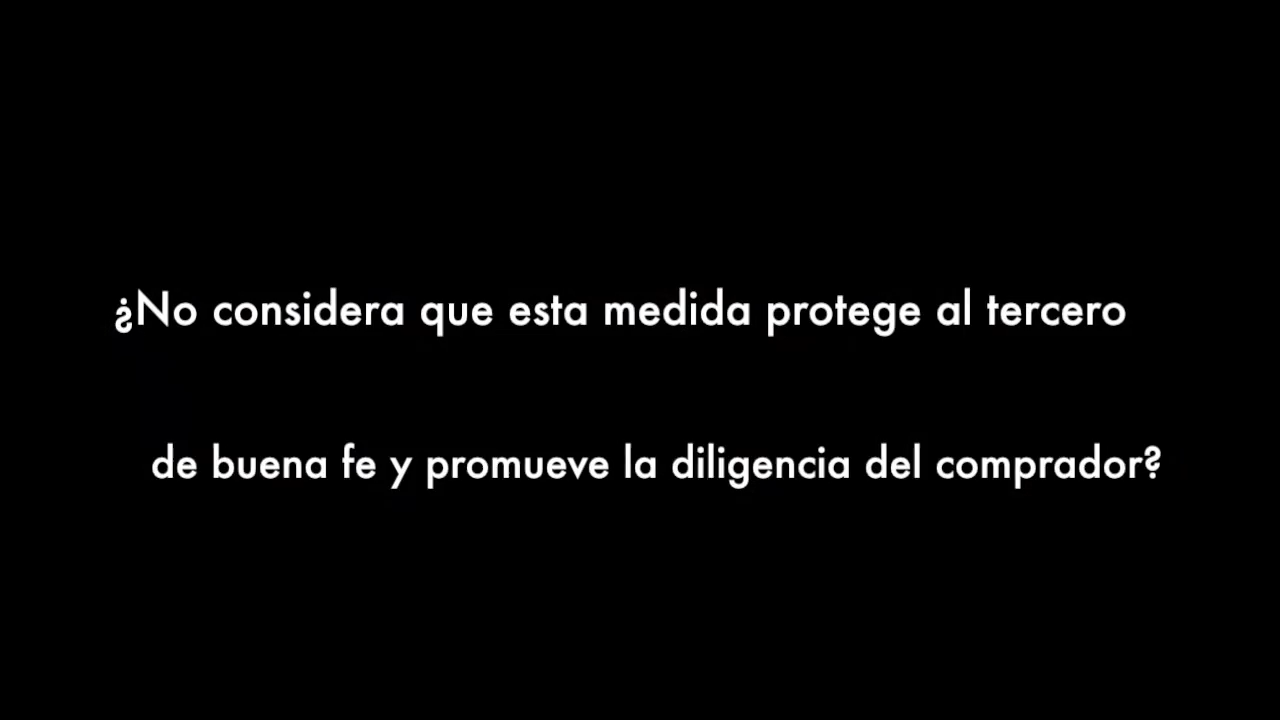 ¿No considera que esta medida protege al tercero
de buena fe y promueve la diligencia del comprador?